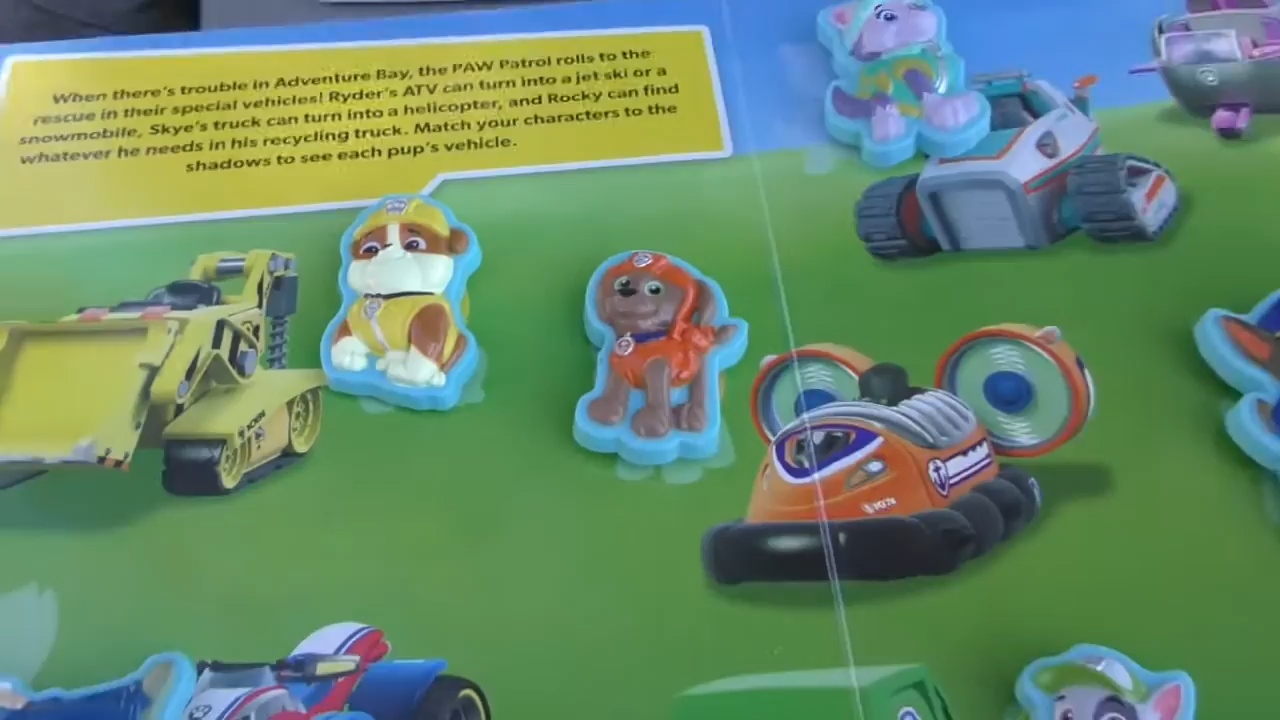 When there's trouble in Adventure Bay, the PAW Patrol rolls to the
rescue in their special vehicles! Ryder's ATV can turn into a jet ski or a
snowmobile, Skye's truck can turn into a helicopter, and Rocky can find
whatever he needs in his recycling truck. Match your characters to the
shadows to see each pup's vehicle.